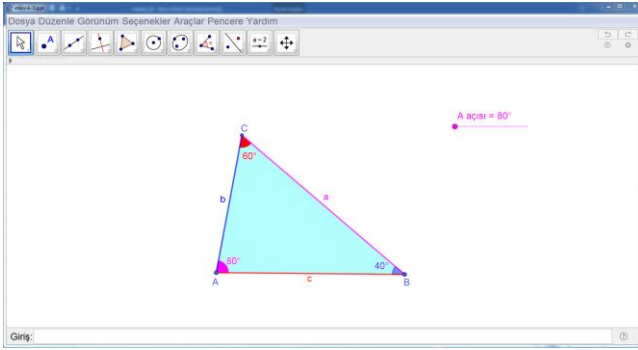 Dosya Düzenle Görünüm Seçenekler Araçlar Pencere Yardım
A
a = 2
A açısı = 80°
C
60°
b
a
80°
40°
A
c
B
Giriş: